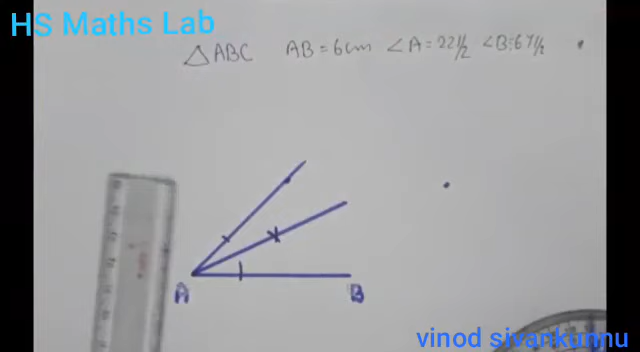 HS Maths Lab
△ABC AB = 6cm ∠A = 22½ ∠B = 67½
A B
vinod sivankunnu